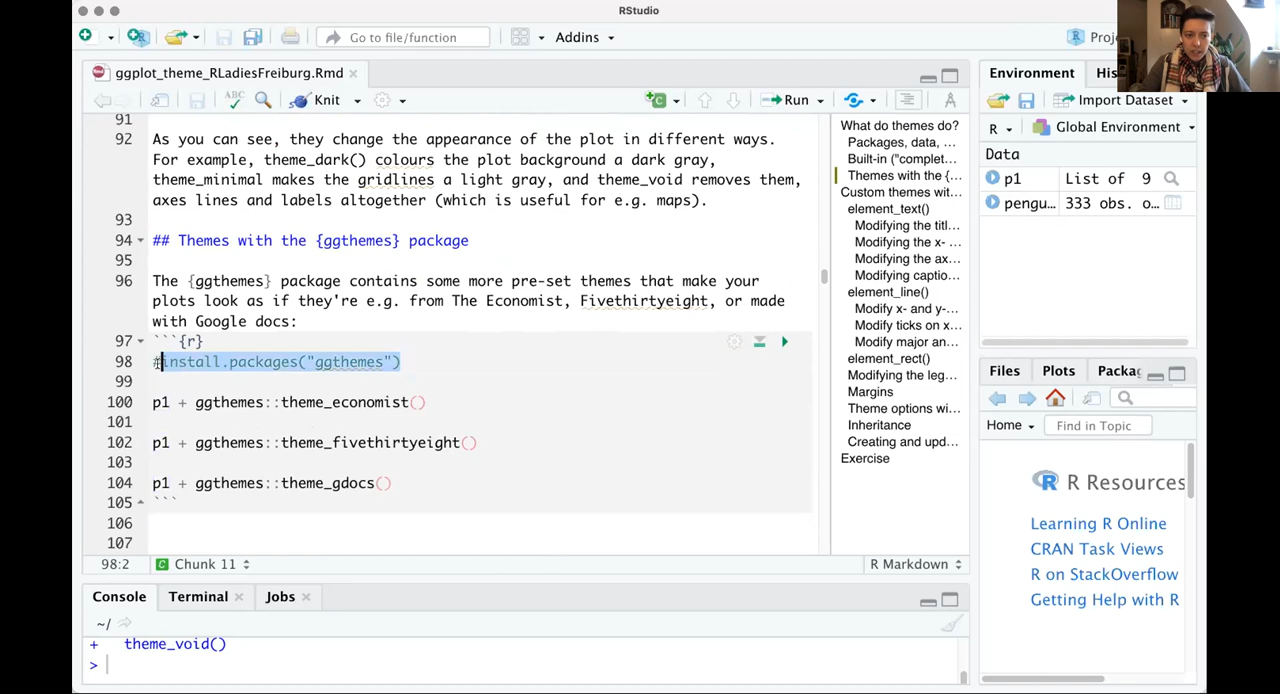 RStudio
Go to file/function
Addins
Proj
ggplot_theme_RLadiesFreiburg.Rmd
Knit
Run
91
92 As you can see, they change the appearance of the plot in different ways.
For example, theme_dark() colours the plot background a dark gray,
theme_minimal makes the gridlines a light gray, and theme_void removes them,
axes lines and labels altogether (which is useful for e.g. maps).
93
94 ## Themes with the {ggthemes} package
95
96 The {ggthemes} package contains some more pre-set themes that make your
plots look as if they're e.g. from The Economist, Fivethirtyeight, or made
with Google docs:
97 ```{r}
98 #install.packages("ggthemes")
99
100 p1 + ggthemes::theme_economist()
101
102 p1 + ggthemes::theme_fivethirtyeight()
103
104 p1 + ggthemes::theme_gdocs()
105 ```
106
107
98:2 Chunk 11 R Markdown
What do themes do?
Packages, data, ...
Built-in ("complet...
Themes with the {...
Custom themes wit...
element_text()
Modifying the titl...
Modifying the x- ...
Modifying the ax...
Modifying captio...
element_line()
Modify x- and y-...
Modify ticks on x...
Modify major an...
element_rect()
Modifying the leg...
Margins
Theme options wi...
Inheritance
Creating and upd...
Exercise
Console Terminal Jobs
~/
+ theme_void()
>
Environment His
Import Dataset
R Global Environment
Data
p1 List of 9
pengu... 333 obs. o...
Files Plots Packag
Home Find in Topic
R Resources
Learning R Online
CRAN Task Views
R on StackOverflow
Getting Help with R